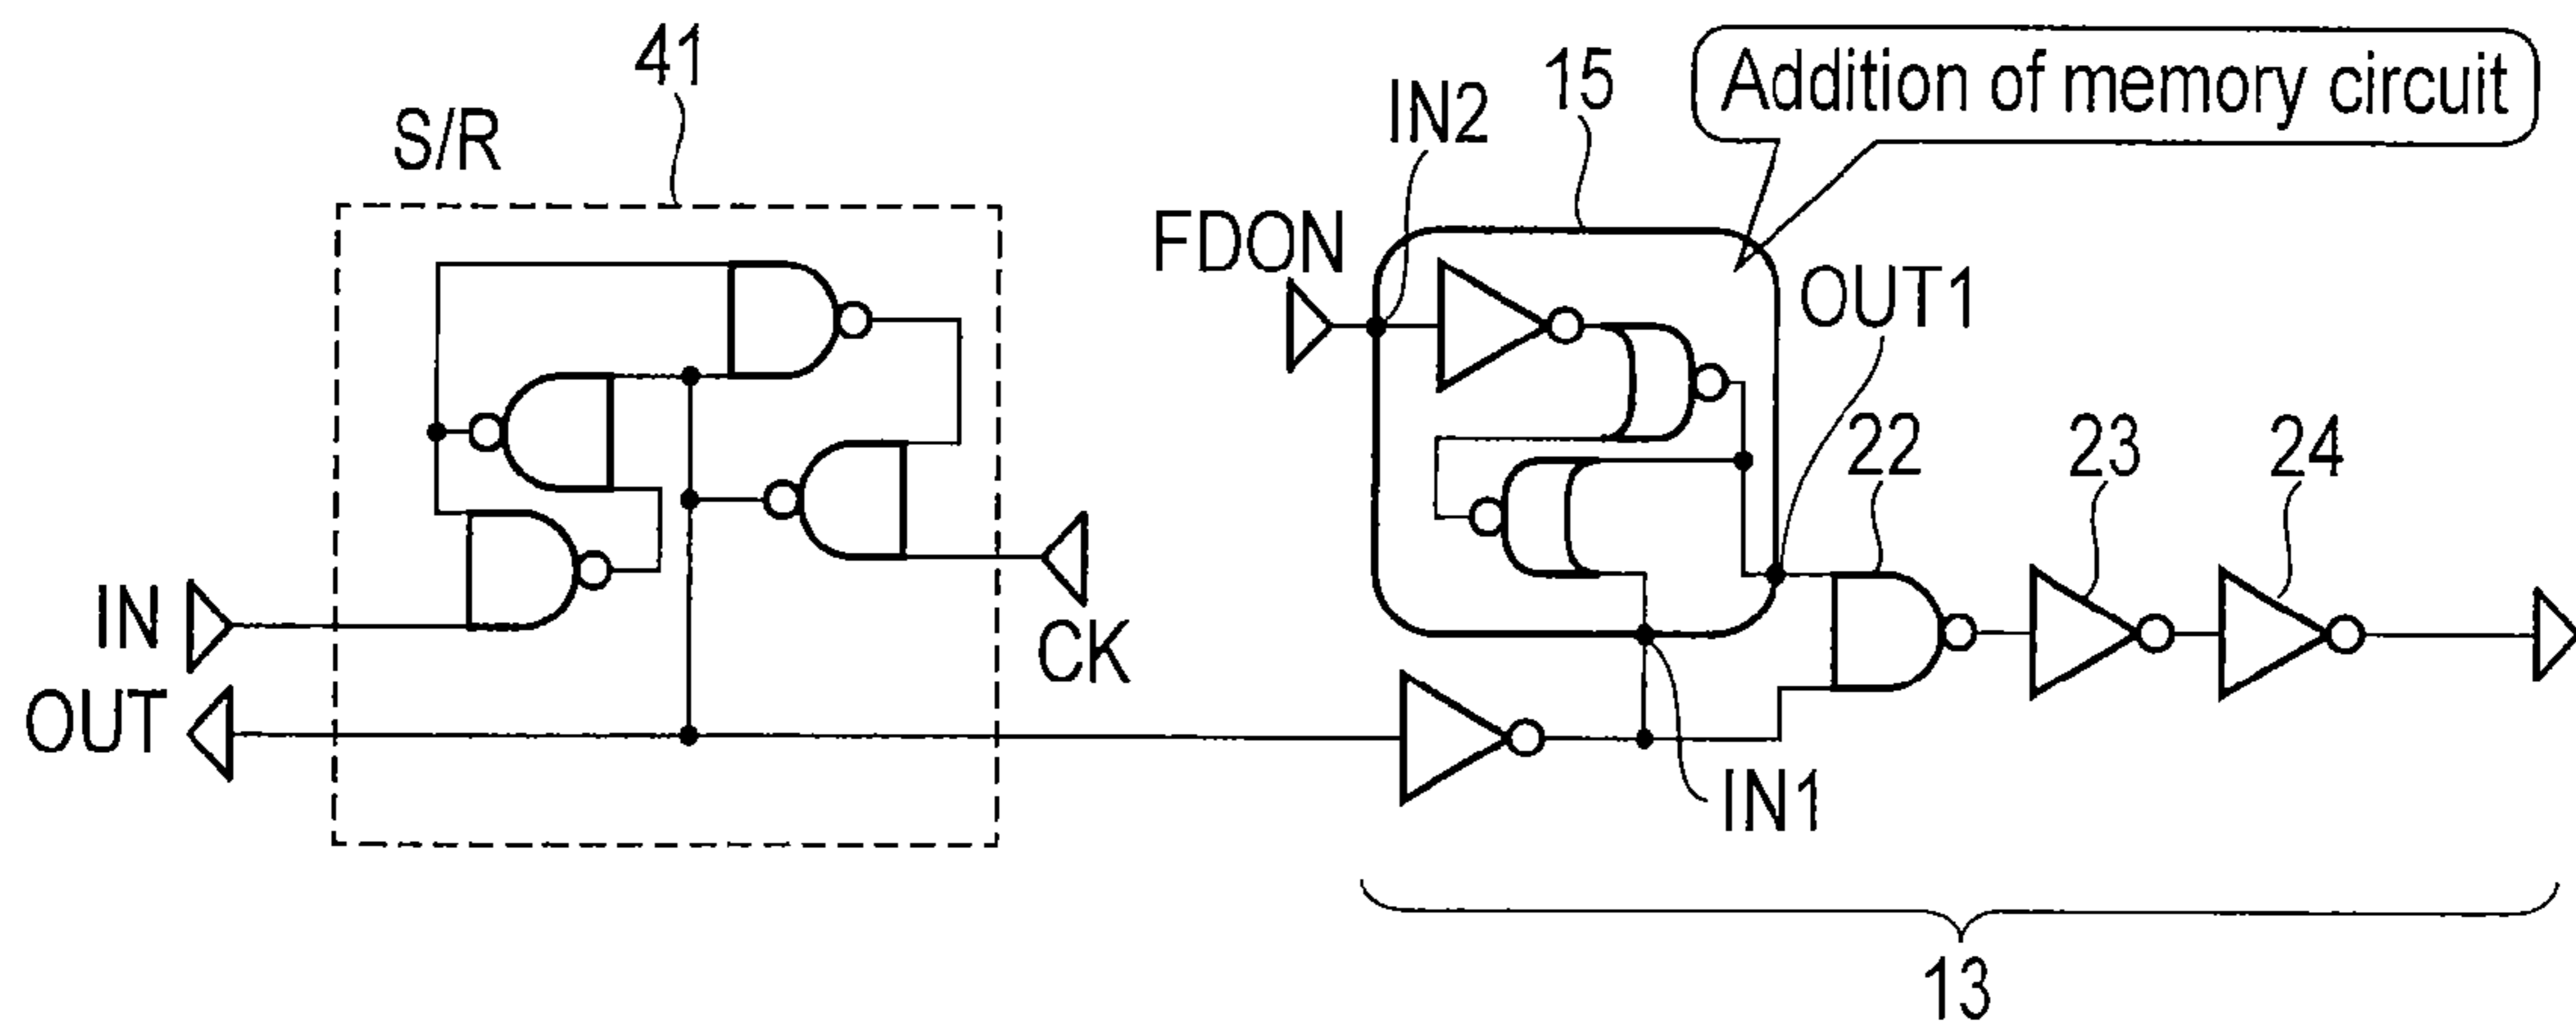 41
S/R
IN
OUT
CK
FDON
IN2
15
Addition of memory circuit
OUT1
22
23
24
IN1
13